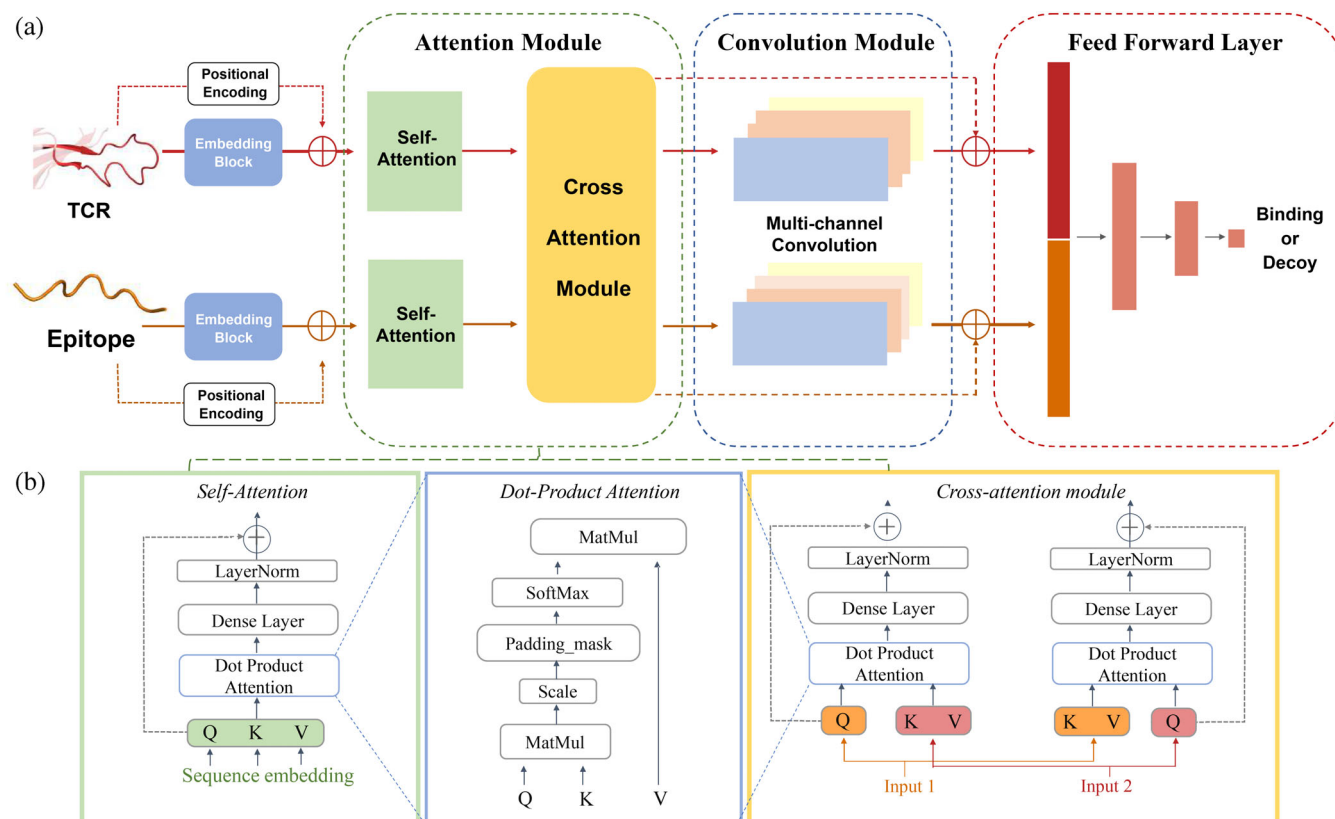 (a)
Attention Module
Convolution Module
Feed Forward Layer
Positional
Encoding
Embedding
Block
TCR
Self-
Attention
Cross
Attention
Module
Multi-channel
Convolution
Binding
or
Decoy
Epitope
Embedding
Block
Positional
Encoding
Self-
Attention
(b)
Self-Attention
LayerNorm
Dense Layer
Dot Product
Attention
Q K V
Sequence embedding
Dot-Product Attention
MatMul
SoftMax
Padding_mask
Scale
MatMul
Q K V
Cross-attention module
LayerNorm
Dense Layer
Dot Product
Attention
Q K V
LayerNorm
Dense Layer
Dot Product
Attention
K V Q
Input 1
Input 2